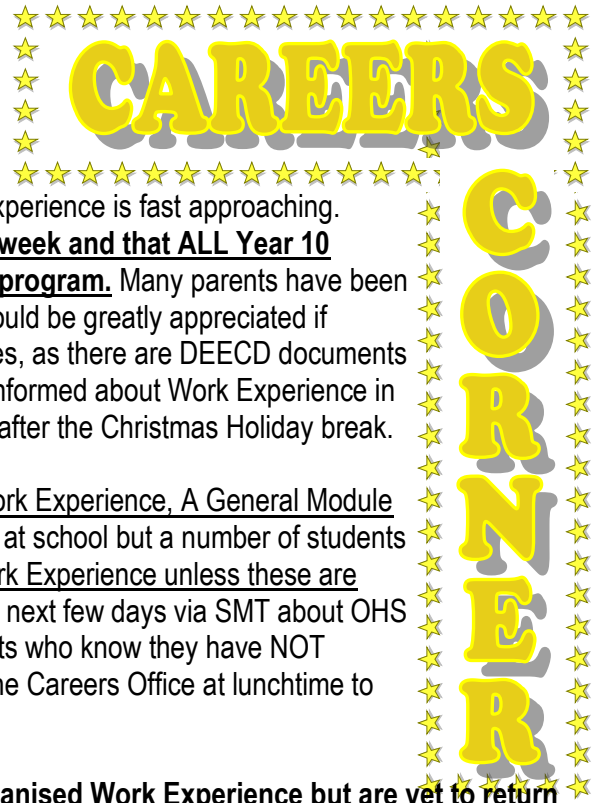 CAREERS
CORNER
xperience is fast approaching.
week and that ALL Year 10
program. Many parents have been
ould be greatly appreciated if
es, as there are DEECD documents
nformed about Work Experience in
after the Christmas Holiday break.
ork Experience, A General Module
at school but a number of students
rk Experience unless these are
next few days via SMT about OHS
ts who know they have NOT
ne Careers Office at lunchtime to
anised Work Experience but are yet to return